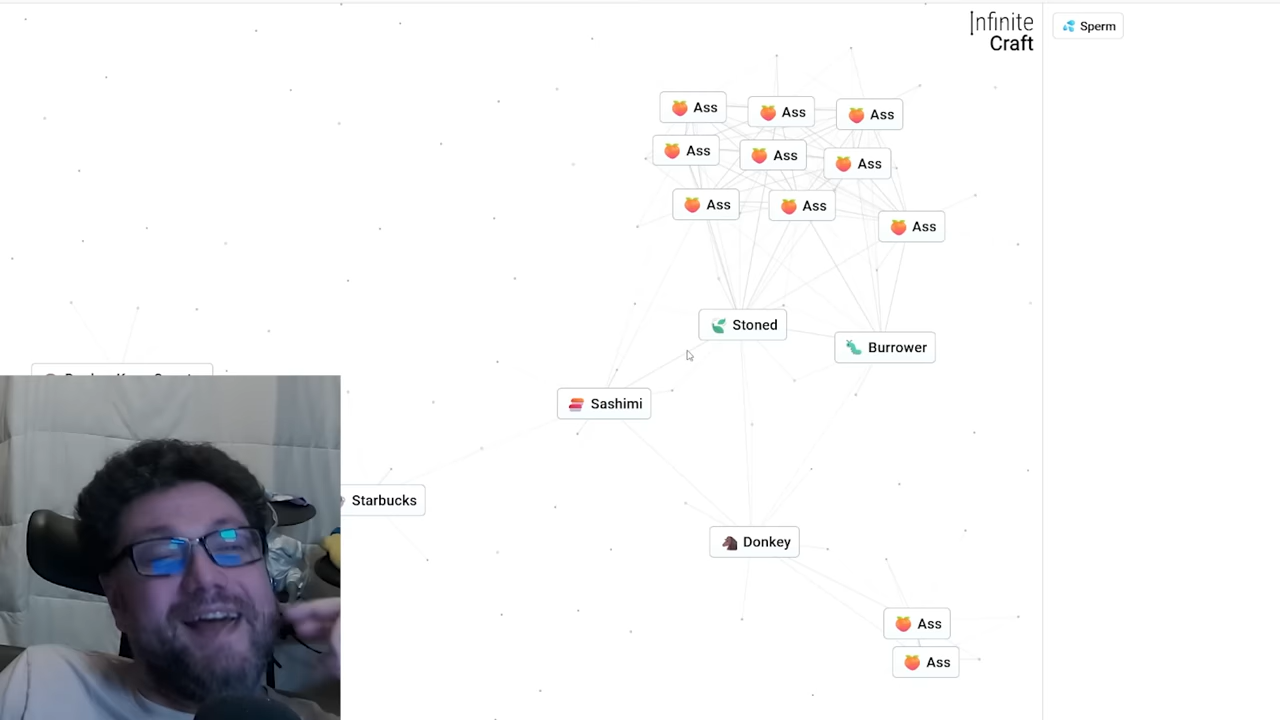 Infinite
Craft
Sperm
Ass
Ass
Ass
Ass
Ass
Ass
Ass
Ass
Ass
Stoned
Burrower
Sashimi
Starbucks
Donkey
Ass
Ass